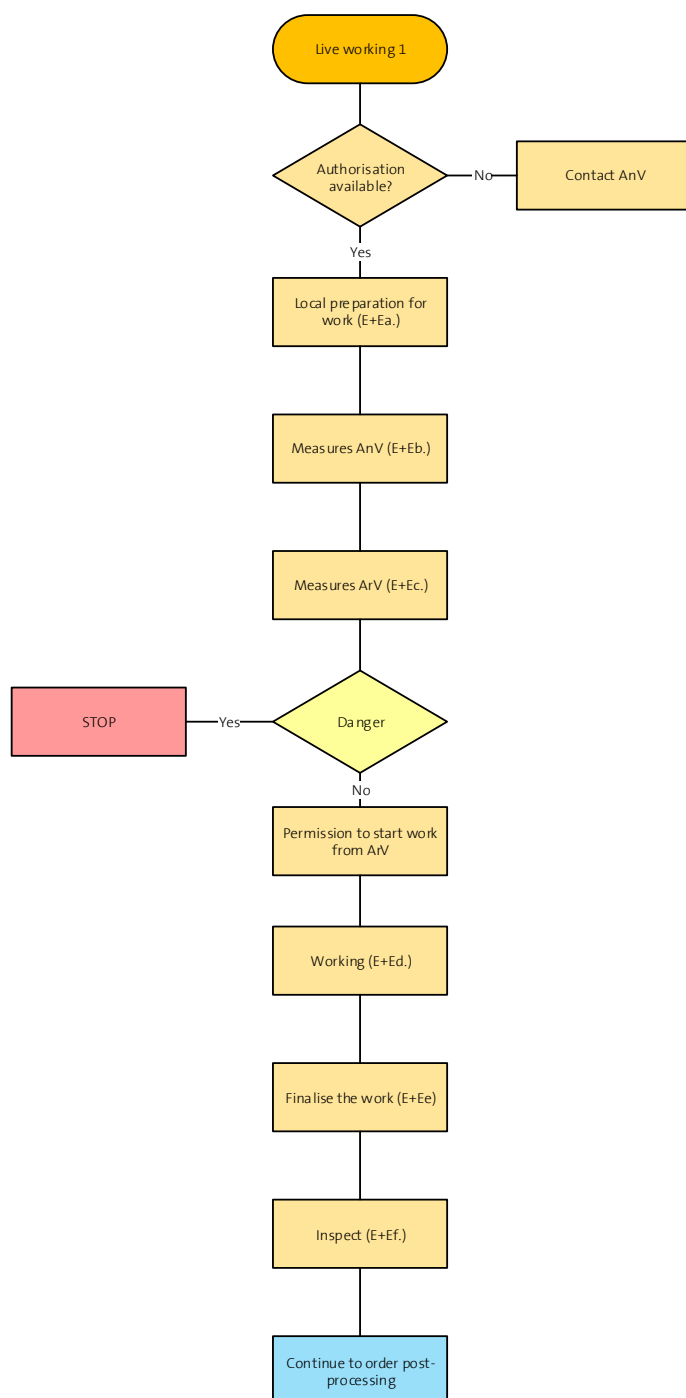 Live working 1
Authorisation
available?
No
Contact AnV
Yes
Local preparation for
work (E+Ea.)
Measures AnV (E+Eb.)
Measures ArV (E+Ec.)
STOP
Yes
Danger
No
Permission to start work
from ArV
Working (E+Ed.)
Finalise the work (E+Ee)
Inspect (E+Ef.)
Continue to order post-
processing